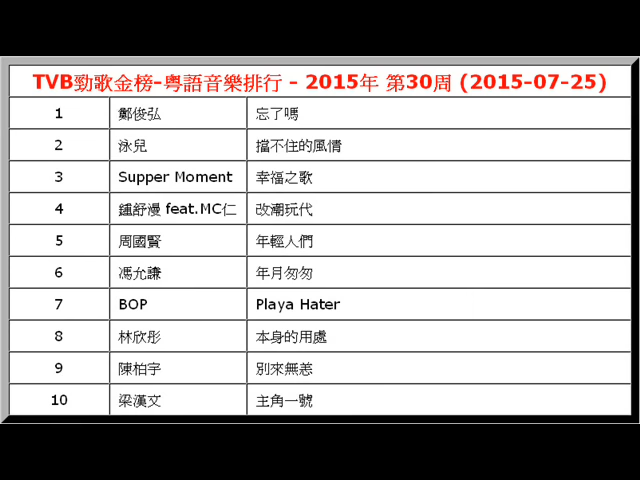 TVB勁歌金榜-粵語音樂排行 - 2015年 第30周 (2015-07-25)
1 鄭俊弘 忘了嗎
2 泳兒 擋不住的風情
3 Supper Moment 幸福之歌
4 鍾舒漫 feat.MC仁 改潮玩代
5 周國賢 年輕人們
6 馮允謙 年月匆匆
7 BOP Playa Hater
8 林欣彤 本身的用處
9 陳柏宇 別來無恙
10 梁漢文 主角一號